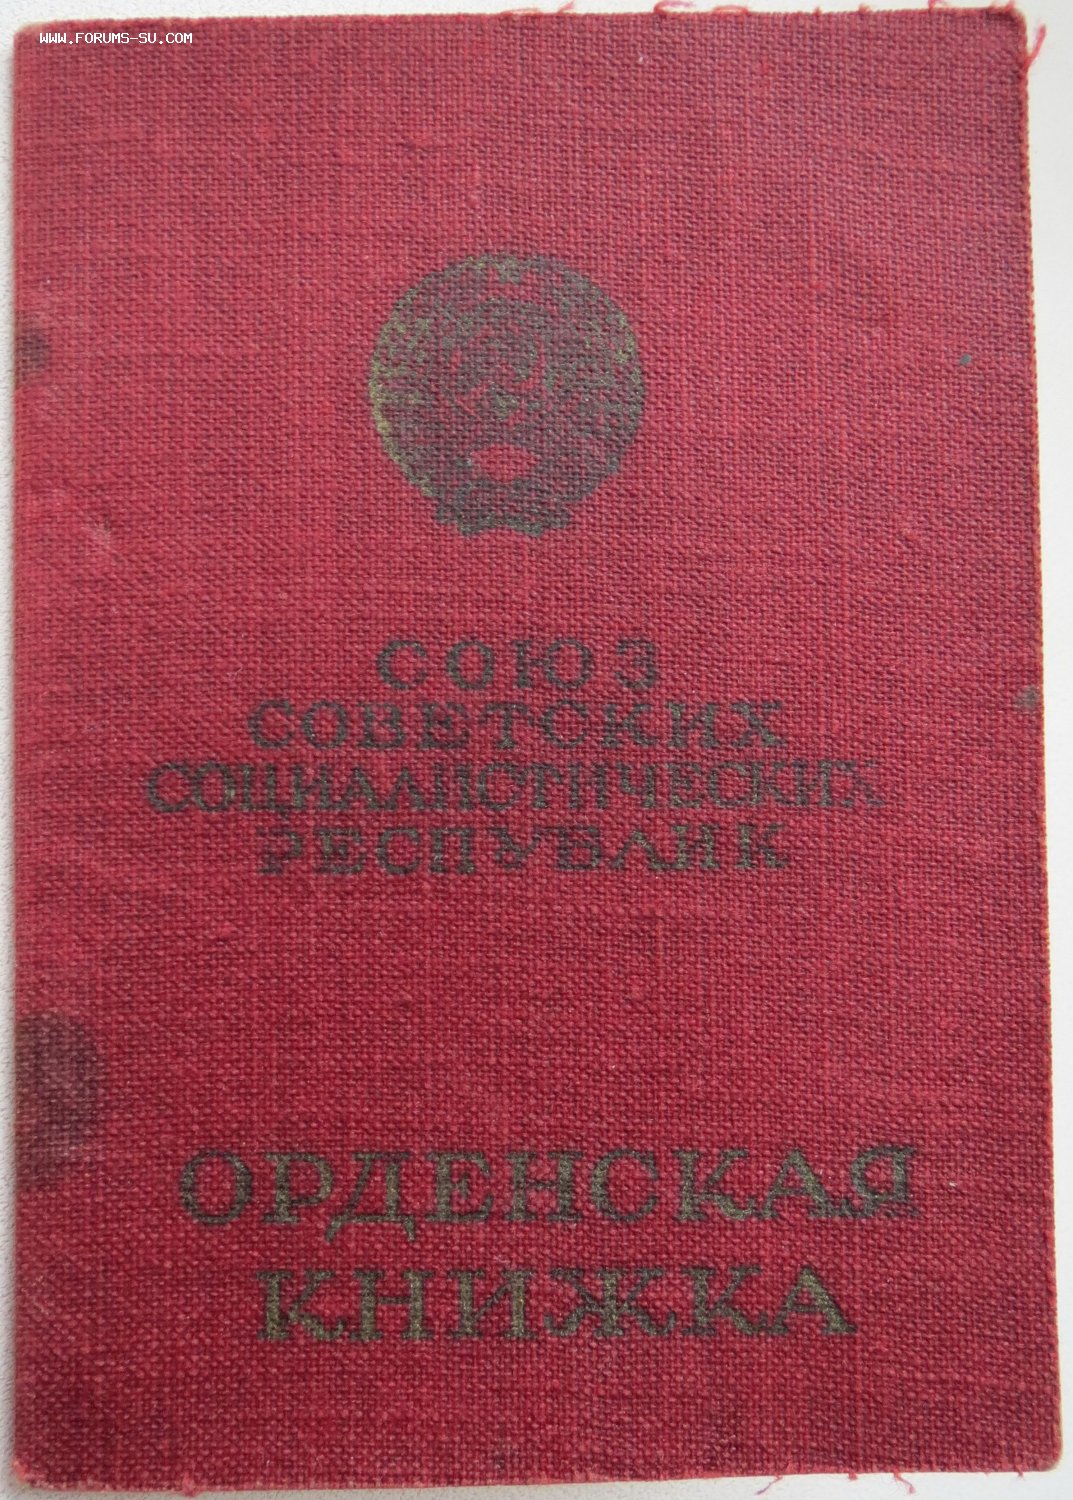 WWW.FORUMS-SU.COM
СОЮЗ
СОВЕТСКИХ
СОЦИАЛИСТИЧЕСКИХ
РЕСПУБЛИК
ОРДЕНСКАЯ
КНИЖКА